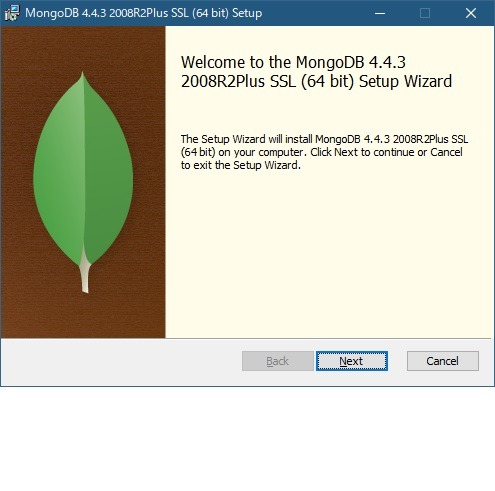 MongoDB 4.4.3 2008R2Plus SSL (64 bit) Setup
Welcome to the MongoDB 4.4.3
2008R2Plus SSL (64 bit) Setup Wizard
The Setup Wizard will install MongoDB 4.4.3 2008R2Plus SSL
(64 bit) on your computer. Click Next to continue or Cancel
to exit the Setup Wizard.
Back
Next
Cancel